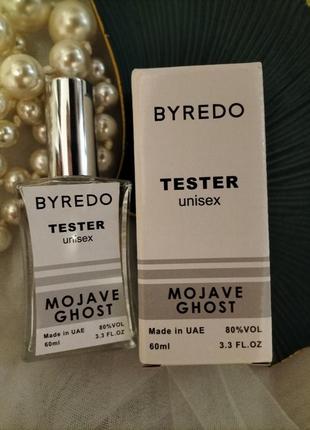 BYREDO
TESTER
unisex
MOJAVE
GHOST
Made in UAE 80%VOL
60ml 3.3 FL.OZ
BYREDO
TESTER
unisex
MOJAVE
GHOST
Made in UAE 80%VOL
60ml 3.3 FL.OZ